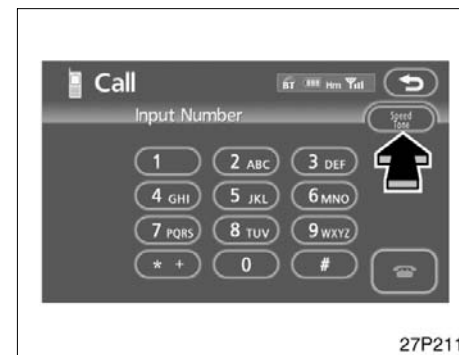 Call
BT Hm
Input Number
Speed
Tone
1 2 ABC 3 DEF
4 GHI 5 JKL 6 MNO
7 PQRS 8 TUV 9 WXYZ
* + 0 #
27P211